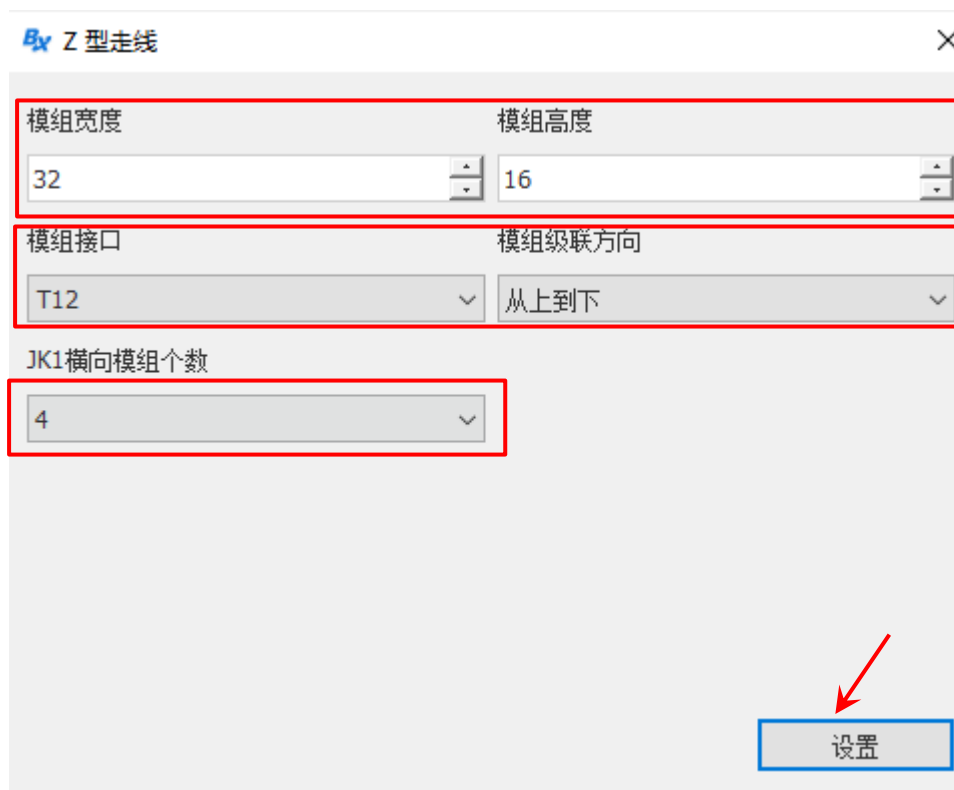 BX Z 型走线
模组宽度 模组高度
32 16
模组接口 模组级联方向
T12 从上到下
JK1横向模组个数
4
设置